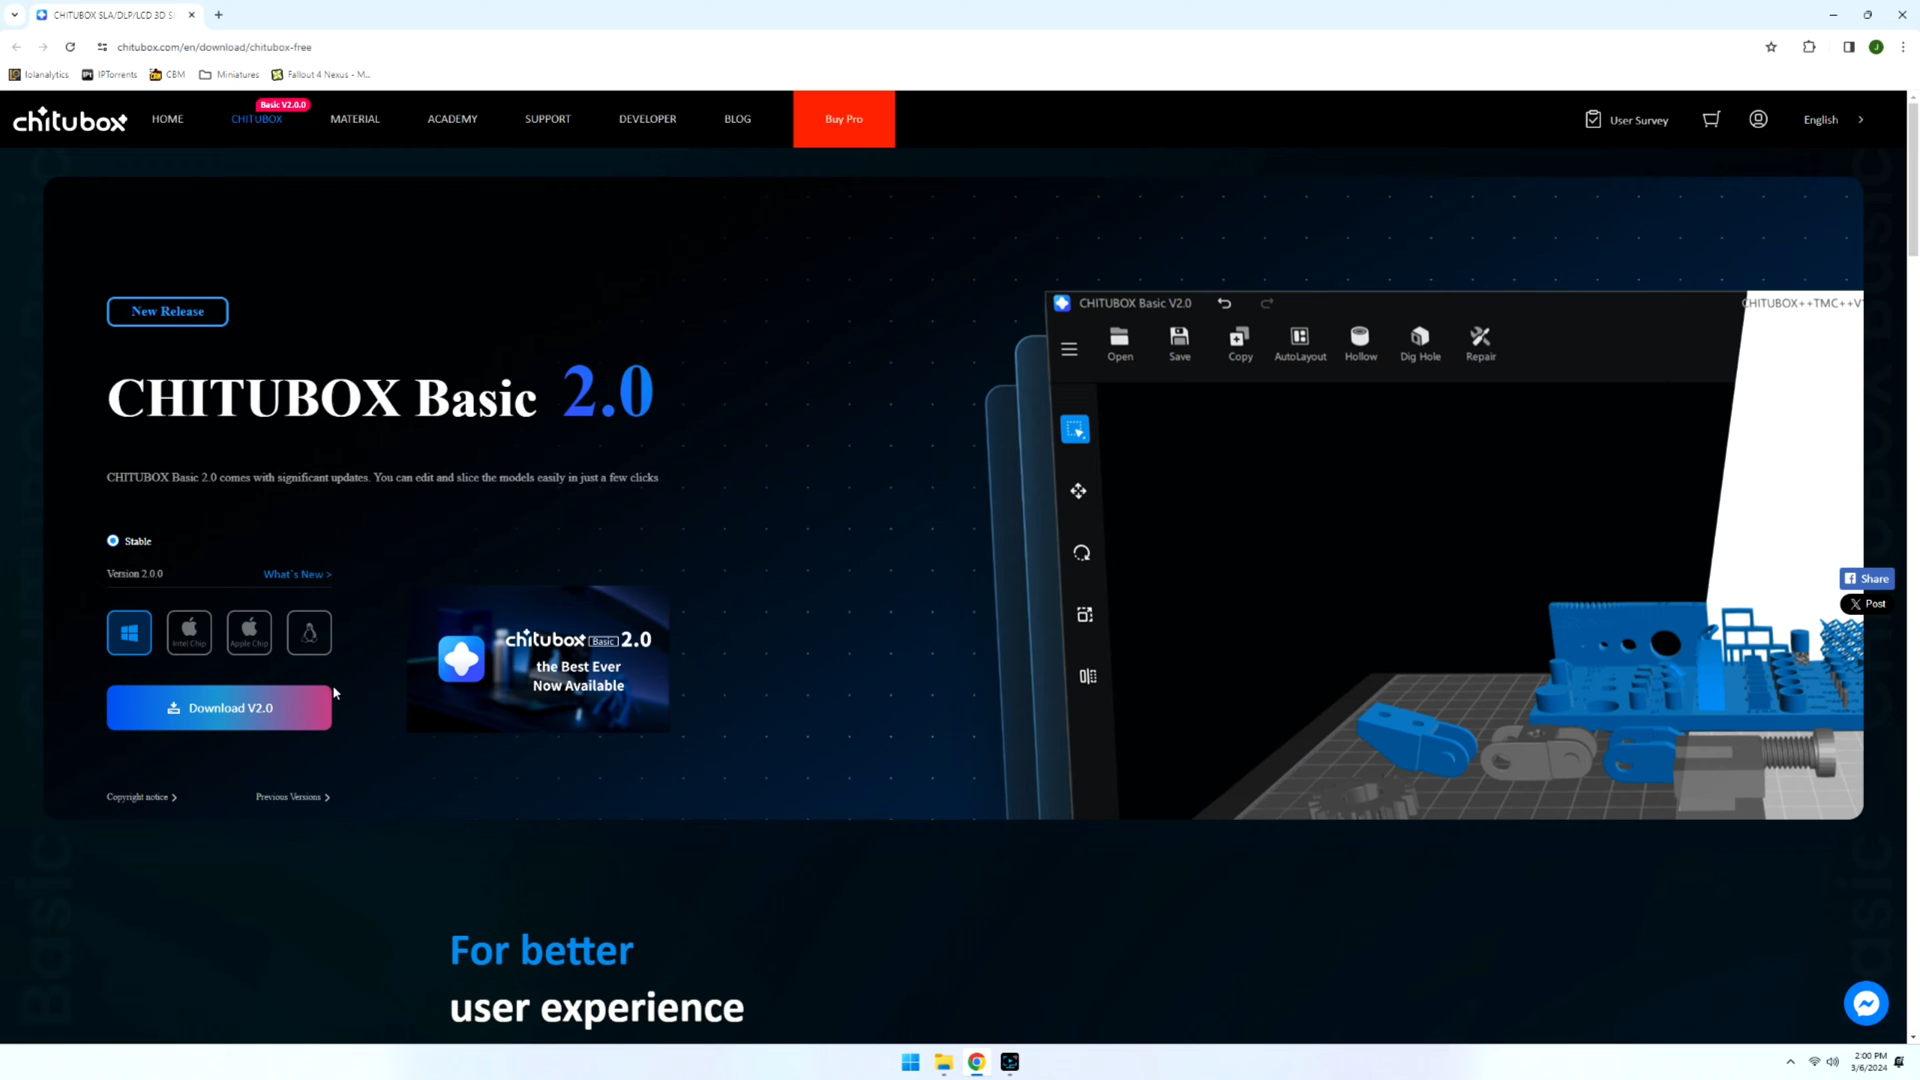 CHITUBOX SLA/DLP/LCD 3D S
chitubox.com/en/download/chitubox-free
Iolanalytics
IPTorrents
CBM
Miniatures
Fallout 4 Nexus - M...
J
chitubox
HOME
Basic V2.0.0
CHITUBOX
MATERIAL
ACADEMY
SUPPORT
DEVELOPER
BLOG
Buy Pro
User Survey
English
New Release
CHITUBOX Basic 2.0
CHITUBOX Basic 2.0 comes with significant updates. You can edit and slice the models easily in just a few clicks
Stable
Version 2.0.0
What's New >
Intel Chip
Apple Chip
Download V2.0
Copyright notice
Previous Versions
chitubox Basic 2.0
the Best Ever
Now Available
CHITUBOX Basic V2.0
CHITUBOX++TMC++V
Open
Save
Copy
AutoLayout
Hollow
Dig Hole
Repair
Share
Post
For better
user experience
Basic
Basic
2:00 PM
3/6/2024